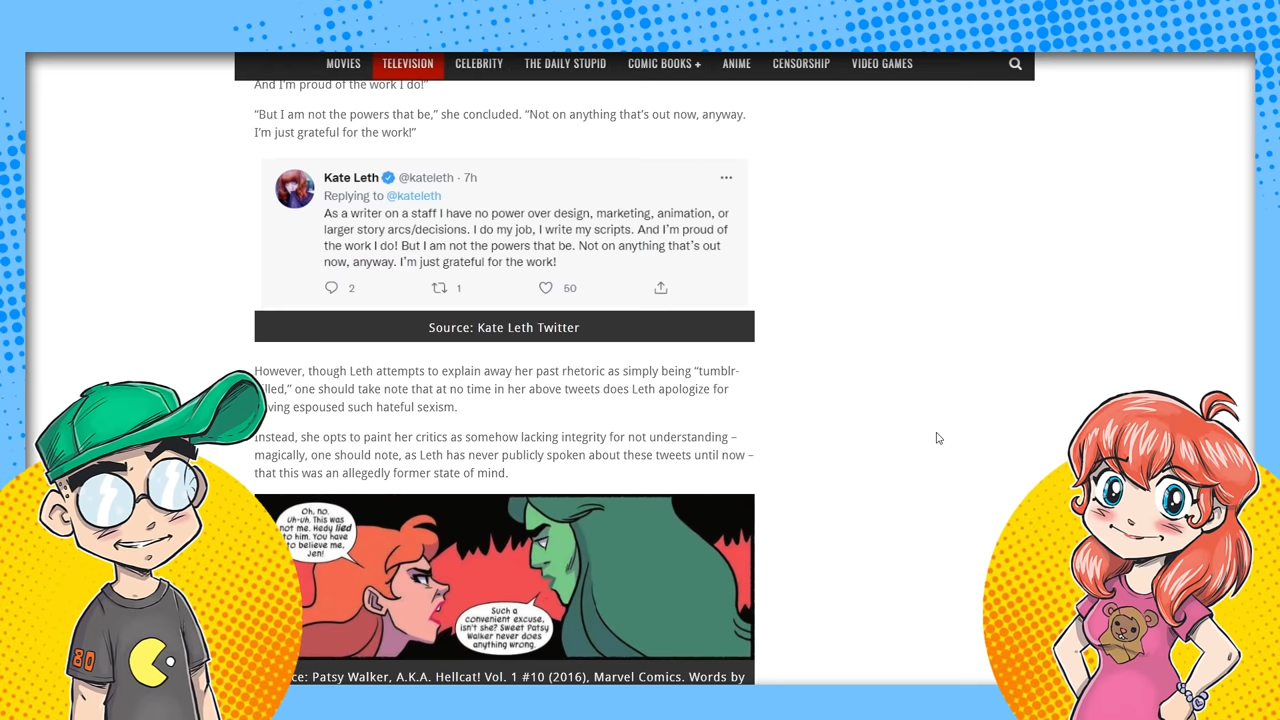 MOVIES TELEVISION CELEBRITY THE DAILY STUPID COMIC BOOKS + ANIME CENSORSHIP VIDEO GAMES
And I'm proud of the work I do!"
“But I am not the powers that be,” she concluded. “Not on anything that’s out now, anyway.
I’m just grateful for the work!”
Kate Leth @kateleth · 7h
Replying to @kateleth
As a writer on a staff I have no power over design, marketing, animation, or
larger story arcs/decisions. I do my job, I write my scripts. And I'm proud of
the work I do! But I am not the powers that be. Not on anything that's out
now, anyway. I'm just grateful for the work!
2 1 50
Source: Kate Leth Twitter
However, though Leth attempts to explain away her past rhetoric as simply being “tumblr-
one should take note that at no time in her above tweets does Leth apologize for
espoused such hateful sexism.
Instead, she opts to paint her critics as somehow lacking integrity for not understanding –
magically, one should note, as Leth has never publicly spoken about these tweets until now –
that this was an allegedly former state of mind.
Oh, no.
Uh-uh. This was
not me. Hedy lied
to him. You have
to believe me,
Jen!
Such a
convenient excuse,
isn't she? Sweet Patsy
Walker never does
anything wrong.
Patsy Walker, A.K.A. Hellcat! Vol. 1 #10 (2016), Marvel Comics. Words by
80